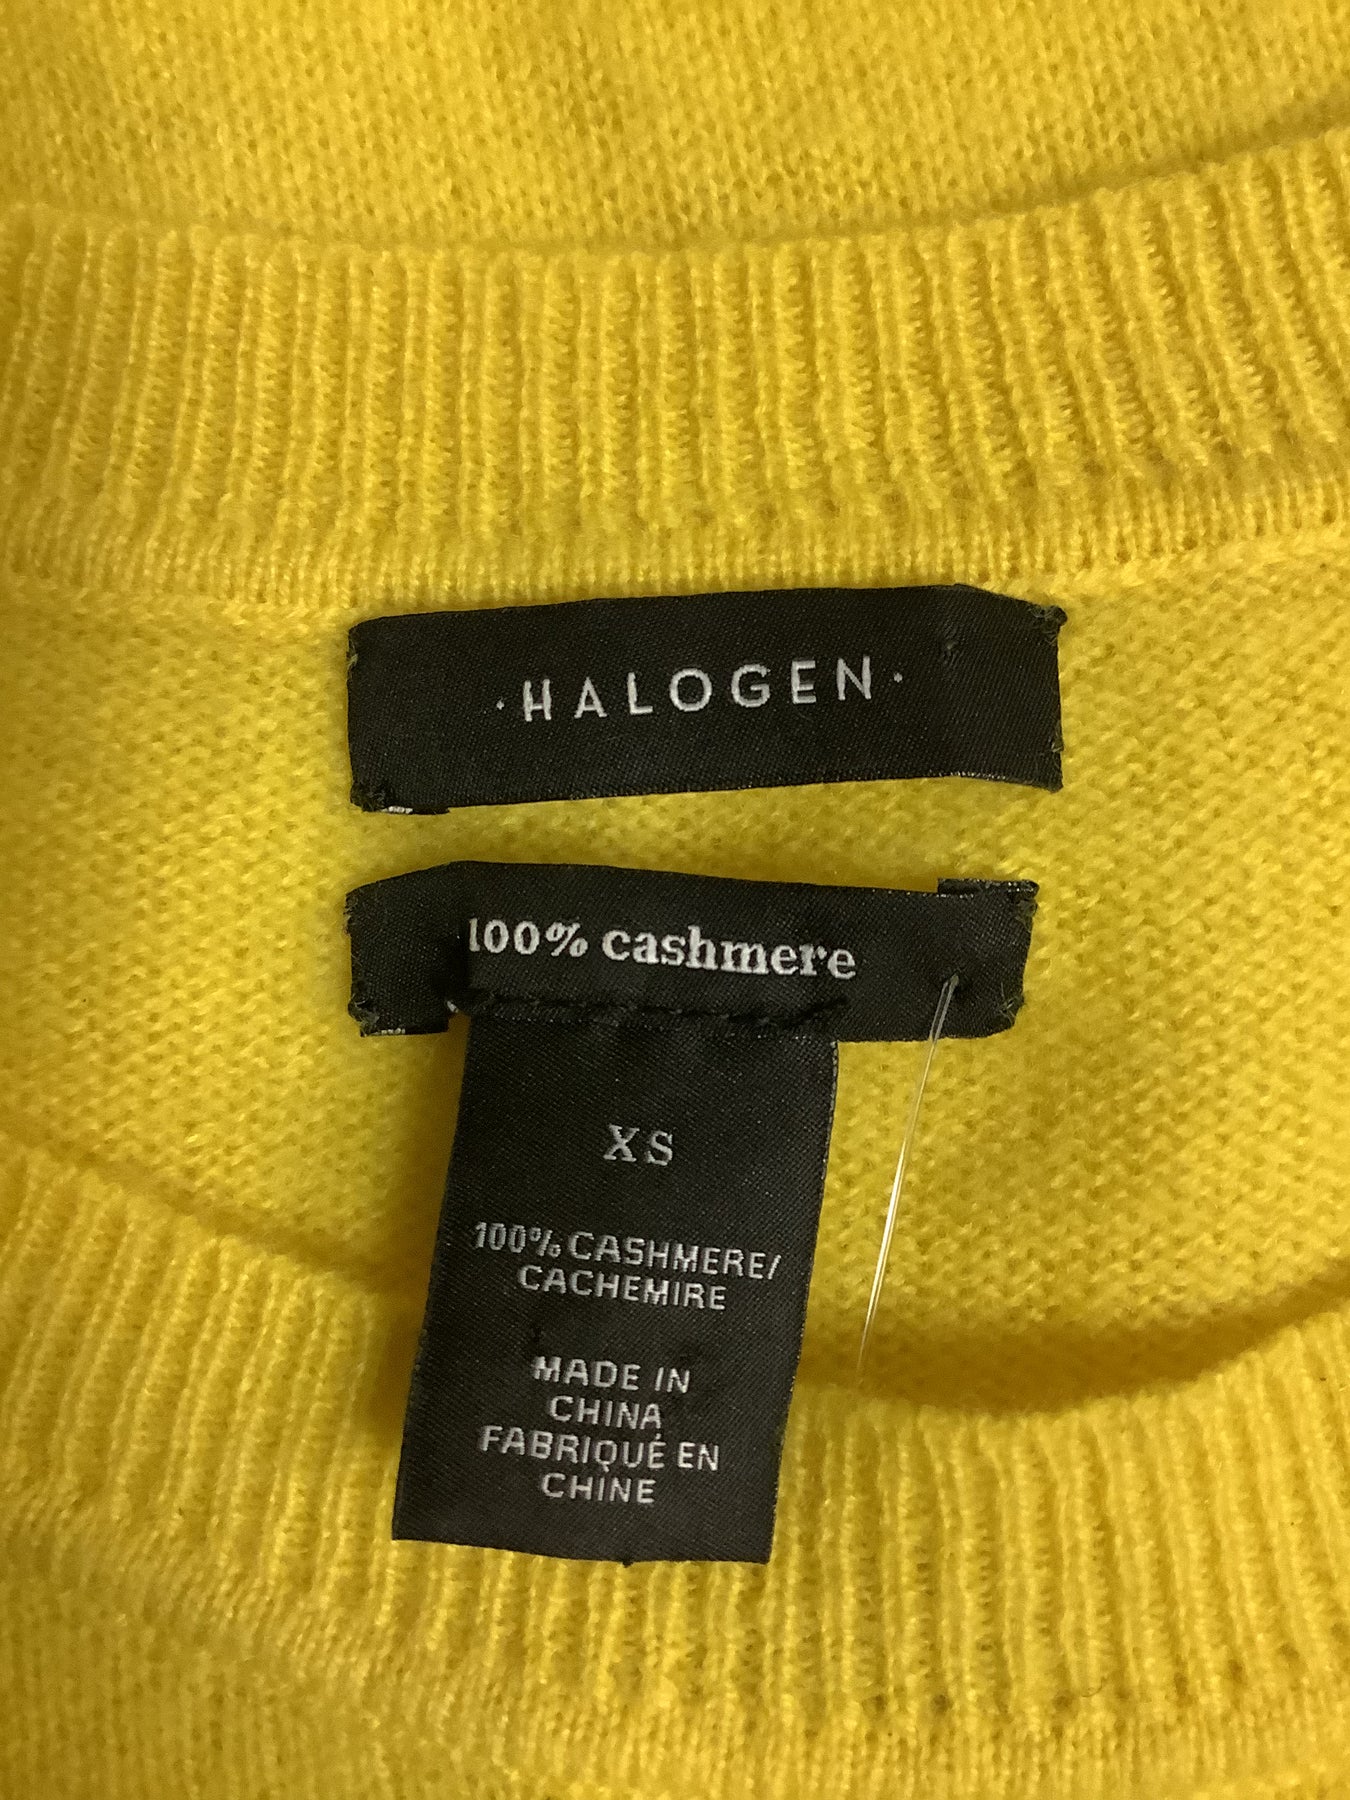 ·HALOGEN·
100% cashmere
XS
100% CASHMERE/
CACHEMIRE
MADE IN
CHINA
FABRIQUÉ EN
CHINE